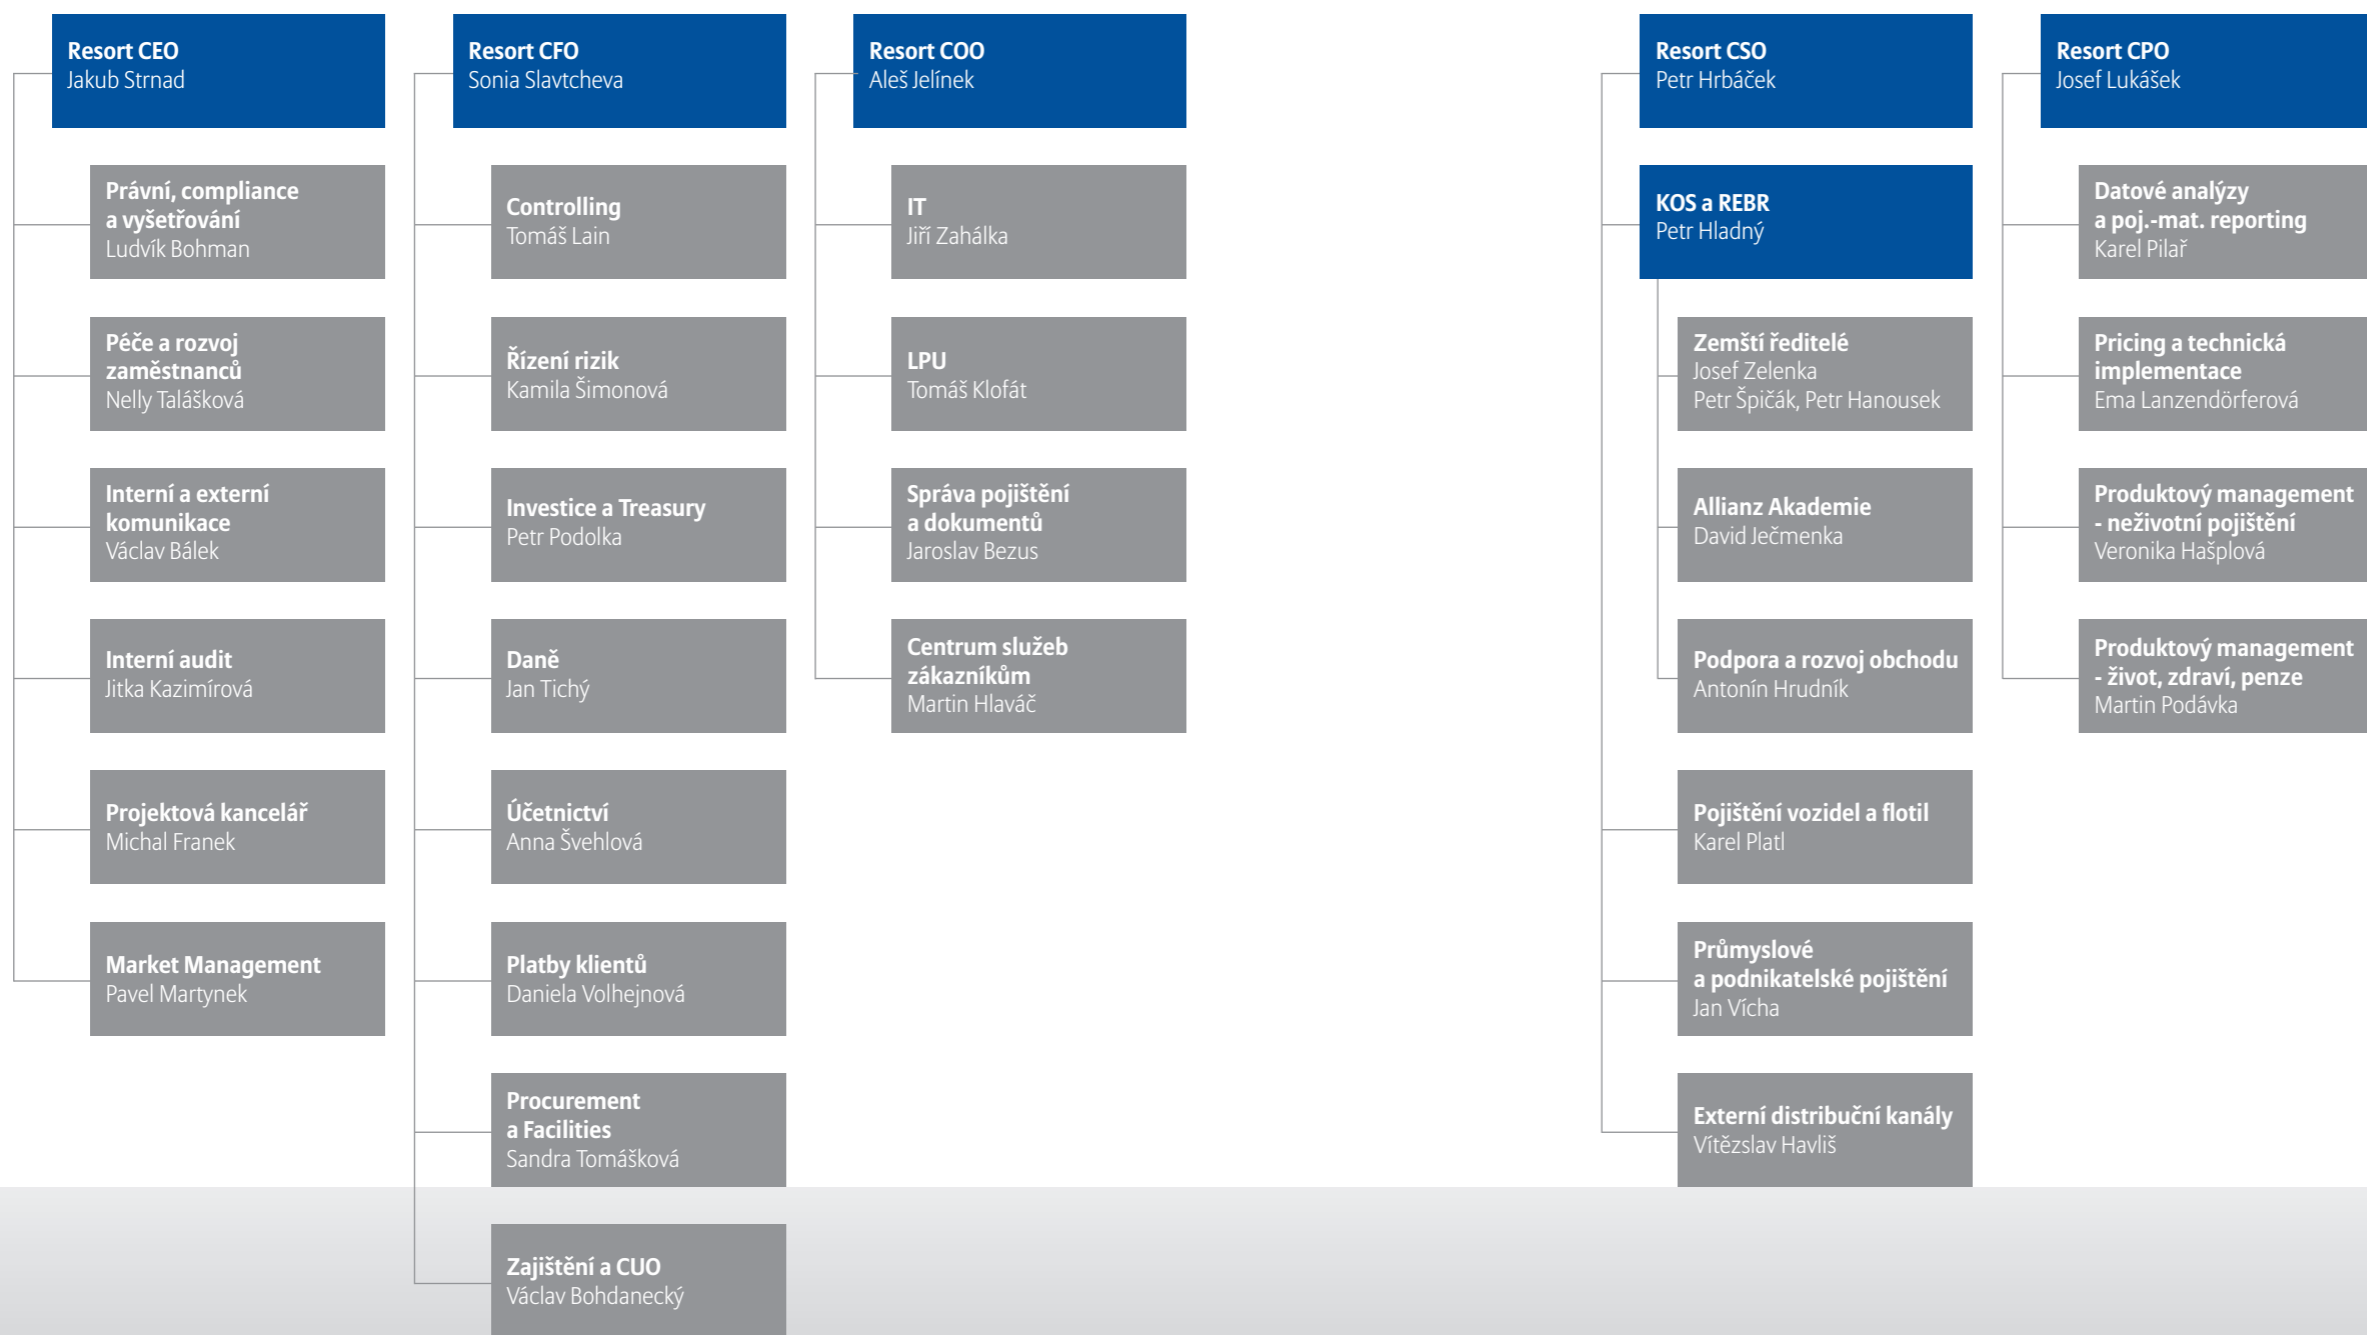 Resort CEO
Jakub Strnad
Právní, compliance
a vyšetřování
Ludvík Bohman
Péče a rozvoj
zaměstnanců
Nelly Talášková
Interní a externí
komunikace
Václav Bálek
Interní audit
Jitka Kazimírová
Projektová kancelář
Michal Franek
Market Management
Pavel Martynek
Resort CFO
Sonia Slavtcheva
Controlling
Tomáš Lain
Řízení rizik
Kamila Šimonová
Investice a Treasury
Petr Podolka
Daně
Jan Tichý
Účetnictví
Anna Švehlová
Platby klientů
Daniela Volhejnová
Procurement
a Facilities
Sandra Tomášková
Zajištění a CUO
Václav Bohdanecký
Resort COO
Aleš Jelínek
IT
Jiří Zahálka
LPU
Tomáš Klofát
Správa pojištění
a dokumentů
Jaroslav Bezus
Centrum služeb
zákazníkům
Martin Hlaváč
Resort CSO
Petr Hrbáček
KOS a REBR
Petr Hladný
Zemští ředitelé
Josef Zelenka
Petr Špičák, Petr Hanousek
Allianz Akademie
David Ječmenka
Podpora a rozvoj obchodu
Antonín Hrudník
Pojištění vozidel a flotil
Karel Platl
Průmyslové
a podnikatelské pojištění
Jan Vícha
Externí distribuční kanály
Vítězslav Havliš
Resort CPO
Josef Lukášek
Datové analýzy
a poj.-mat. reporting
Karel Pilař
Pricing a technická
implementace
Ema Lanzendörferová
Produktový management
- neživotní pojištění
Veronika Hašplová
Produktový management
- život, zdraví, penze
Martin Podávka